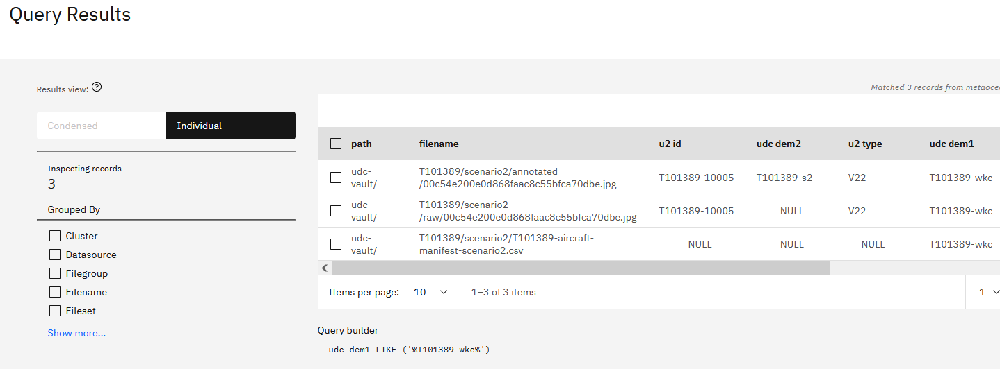 Query Results
Results view:
Condensed
Individual
Inspecting records
3
Grouped By
Cluster
Datasource
Filegroup
Filename
Fileset
Show more...
Matched 3 records from metaoce
path filename u2 id udc dem2 u2 type udc dem1
udc- T101389/scenario2/annotated
vault/ /00c54e200e0d868faac8c55bfca70dbe.jpg T101389-10005 T101389-s2 V22 T101389-wkc
udc- T101389/scenario2
vault/ /raw/00c54e200e0d868faac8c55bfca70dbe.jpg T101389-10005 NULL V22 T101389-wkc
udc- T101389/scenario2/T101389-aircraft-
vault/ manifest-scenario2.csv NULL NULL NULL T101389-wkc
Items per page: 10 1–3 of 3 items 1
Query builder
udc-dem1 LIKE ('%T101389-wkc%')